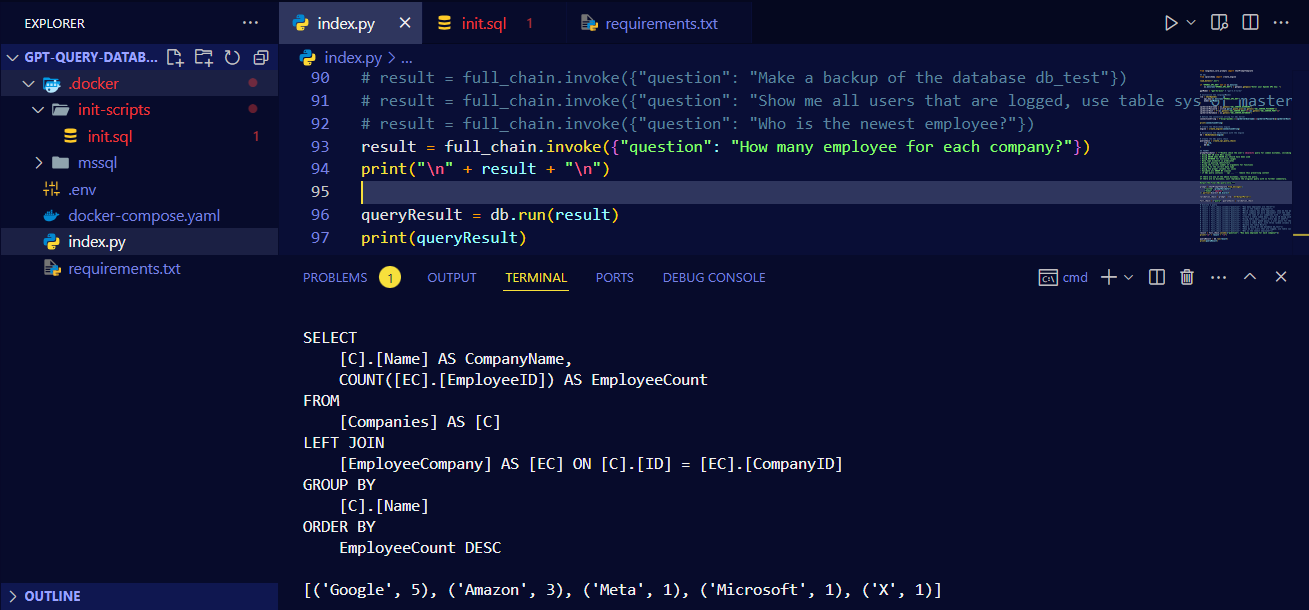 EXPLORER
GPT-QUERY-DATAB...
.docker
init-scripts
init.sql 1
mssql
.env
docker-compose.yaml
index.py
requirements.txt
OUTLINE
index.py
init.sql 1
requirements.txt
index.py > ...
90 # result = full_chain.invoke({"question": "Make a backup of the database db_test"})
91 # result = full_chain.invoke({"question": "Show me all users that are logged, use table sys or master
92 # result = full_chain.invoke({"question": "Who is the newest employee?"})
93 result = full_chain.invoke({"question": "How many employee for each company?"})
94 print("\n" + result + "\n")
95
96 queryResult = db.run(result)
97 print(queryResult)
PROBLEMS 1 OUTPUT TERMINAL PORTS DEBUG CONSOLE cmd
SELECT
[C].[Name] AS CompanyName,
COUNT([EC].[EmployeeID]) AS EmployeeCount
FROM
[Companies] AS [C]
LEFT JOIN
[EmployeeCompany] AS [EC] ON [C].[ID] = [EC].[CompanyID]
GROUP BY
[C].[Name]
ORDER BY
EmployeeCount DESC
[('Google', 5), ('Amazon', 3), ('Meta', 1), ('Microsoft', 1), ('X', 1)]